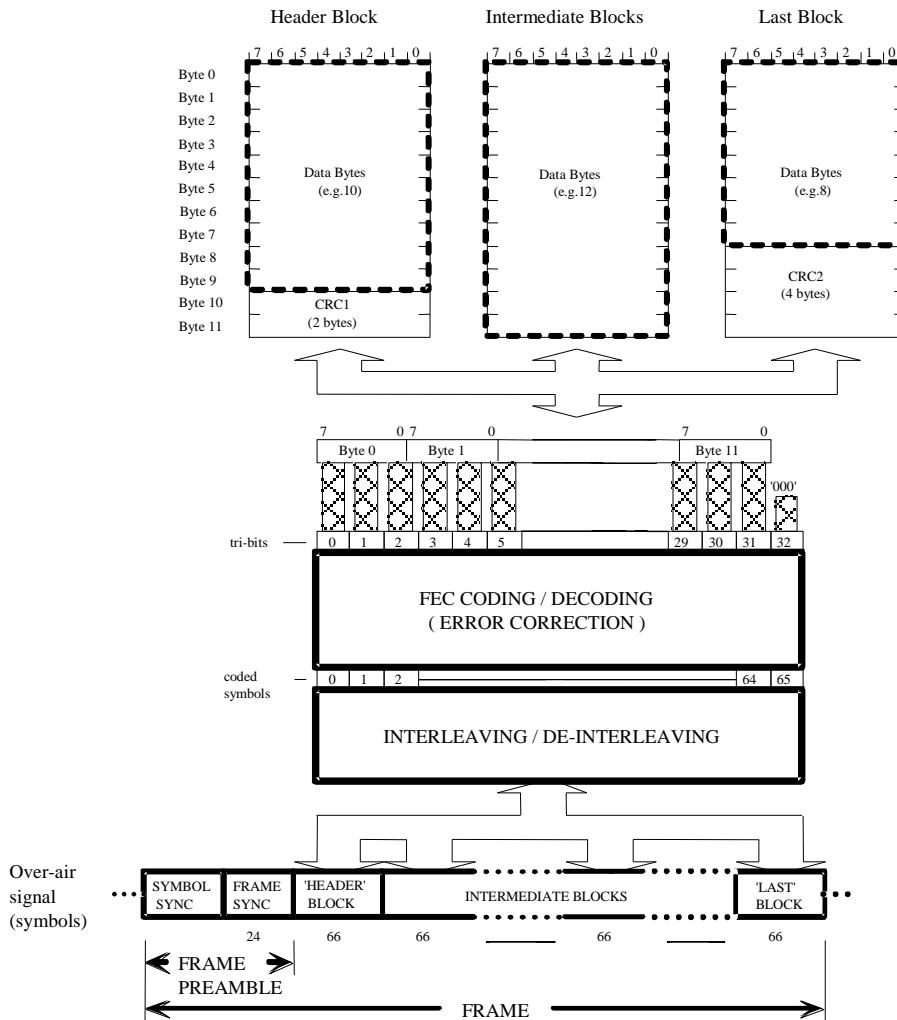 Header Block Intermediate Blocks Last Block
7 6 5 4 3 2 1 0 7 6 5 4 3 2 1 0 7 6 5 4 3 2 1 0
Byte 0
Byte 1
Byte 2
Byte 3
Byte 4
Byte 5
Byte 6
Byte 7
Byte 8
Byte 9
Byte 10
Byte 11
Data Bytes
(e.g.10)
CRC1
(2 bytes)
Data Bytes
(e.g.12)
Data Bytes
(e.g.8)
CRC2
(4 bytes)
7 0 7 0 7 0
Byte 0 Byte 1 Byte 11
'000'
tri-bits 0 1 2 3 4 5 29 30 31 32
FEC CODING / DECODING
( ERROR CORRECTION )
coded
symbols
0 1 2 64 65
INTERLEAVING / DE-INTERLEAVING
Over-air
signal
(symbols)
SYMBOL
SYNC
FRAME
SYNC
'HEADER'
BLOCK
INTERMEDIATE BLOCKS
'LAST'
BLOCK
24 66 66 66 66
FRAME
PREAMBLE
FRAME